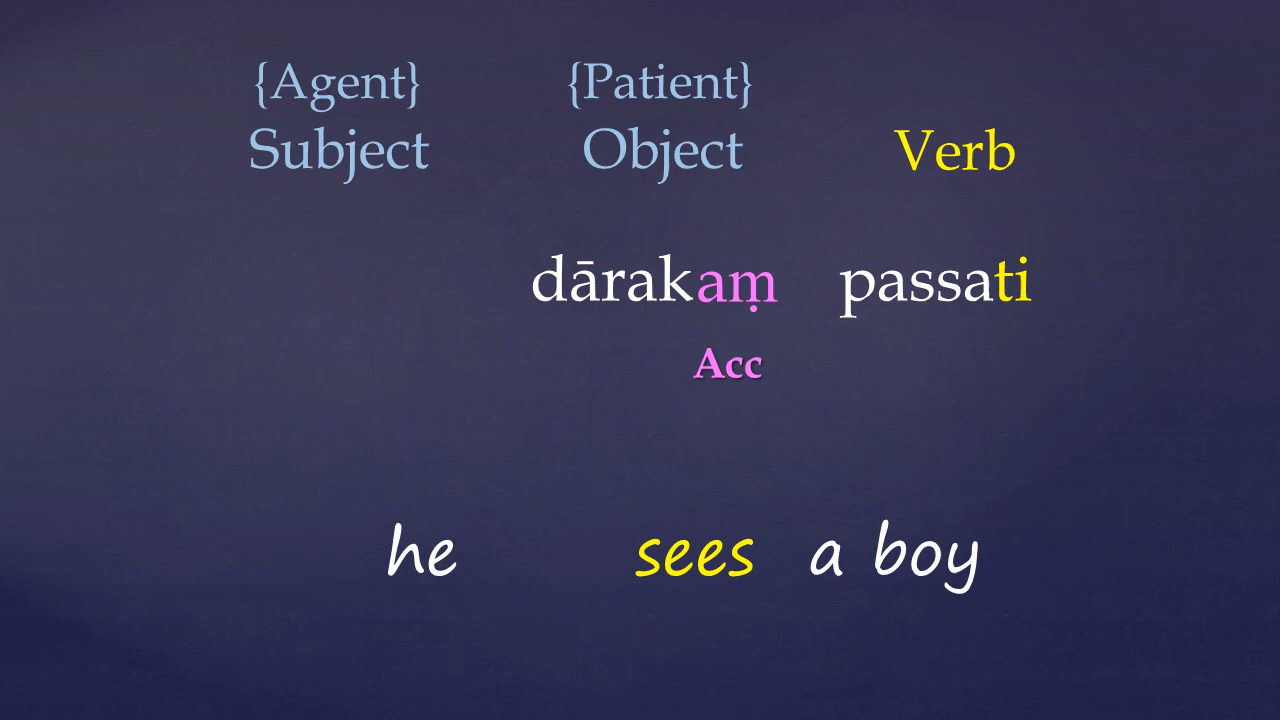 {Agent} {Patient}
Subject Object Verb
dārakaṃ passati
Acc
he sees a boy